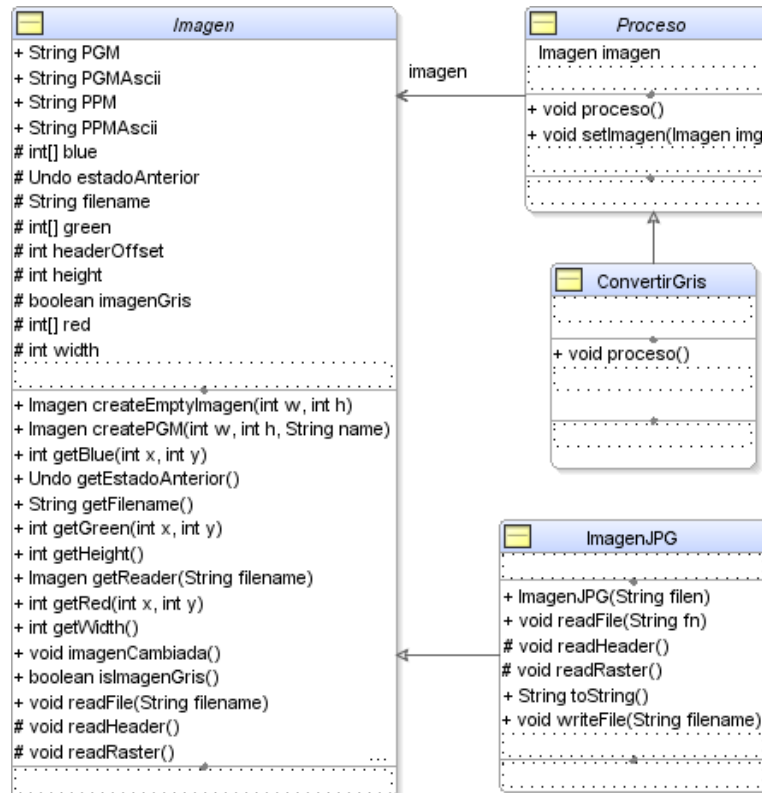 Imagen
+ String PGM
+ String PGMAscii
+ String PPM
+ String PPMAscii
# int[] blue
# Undo estadoAnterior
# String filename
# int[] green
# int headerOffset
# int height
# boolean imagenGris
# int[] red
# int width
+ Imagen createEmptyImagen(int w, int h)
+ Imagen createPGM(int w, int h, String name)
+ int getBlue(int x, int y)
+ Undo getEstadoAnterior()
+ String getFilename()
+ int getGreen(int x, int y)
+ int getHeight()
+ Imagen getReader(String filename)
+ int getRed(int x, int y)
+ int getWidth()
+ void imagenCambiada()
+ boolean isImagenGris()
+ void readFile(String filename)
# void readHeader()
# void readRaster() ...
imagen
Proceso
Imagen imagen
+ void proceso()
+ void setImagen(Imagen img
ConvertirGris
+ void proceso()
ImagenJPG
+ ImagenJPG(String filen)
+ void readFile(String fn)
# void readHeader()
# void readRaster()
+ String toString()
+ void writeFile(String filename)